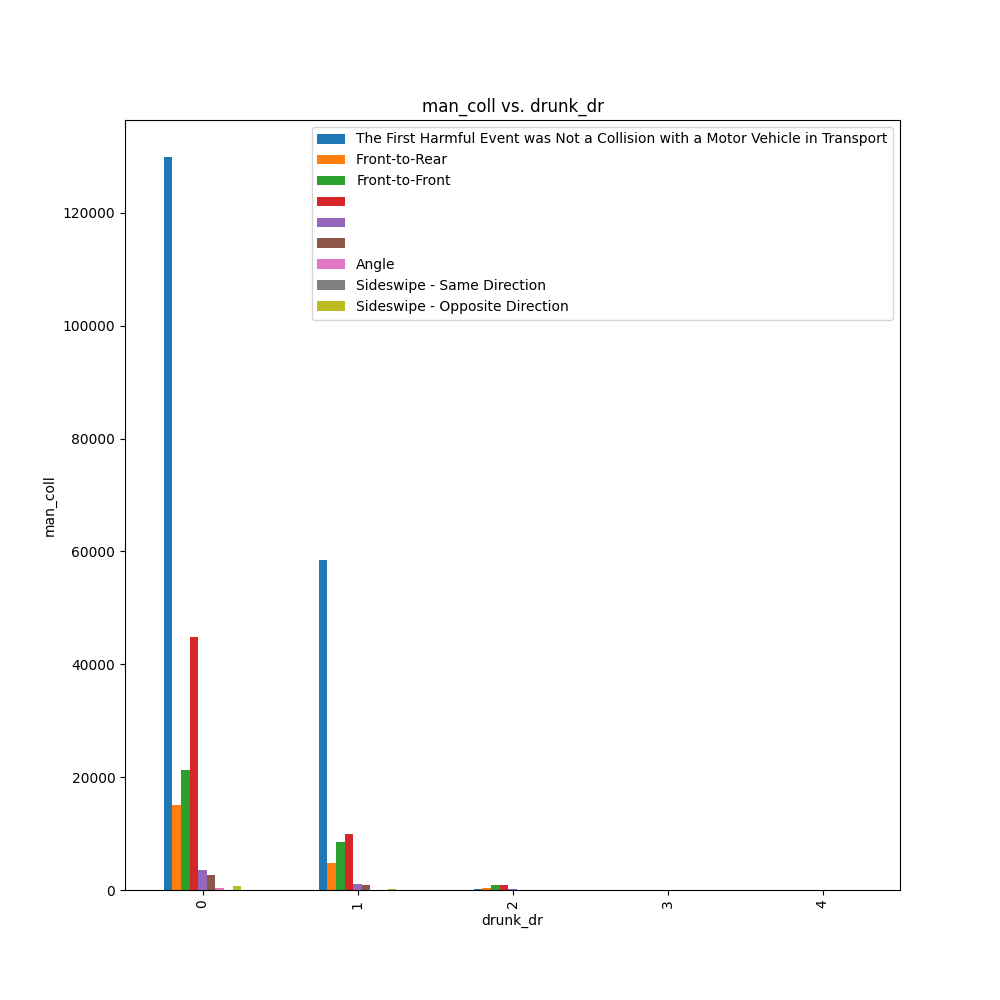 man_coll vs. drunk_dr
The First Harmful Event was Not a Collision with a Motor Vehicle in Transport
Front-to-Rear
Front-to-Front
Angle
Sideswipe - Same Direction
Sideswipe - Opposite Direction
120000
100000
80000
60000
40000
20000
0
man_coll
0
1
2
3
4
drunk_dr